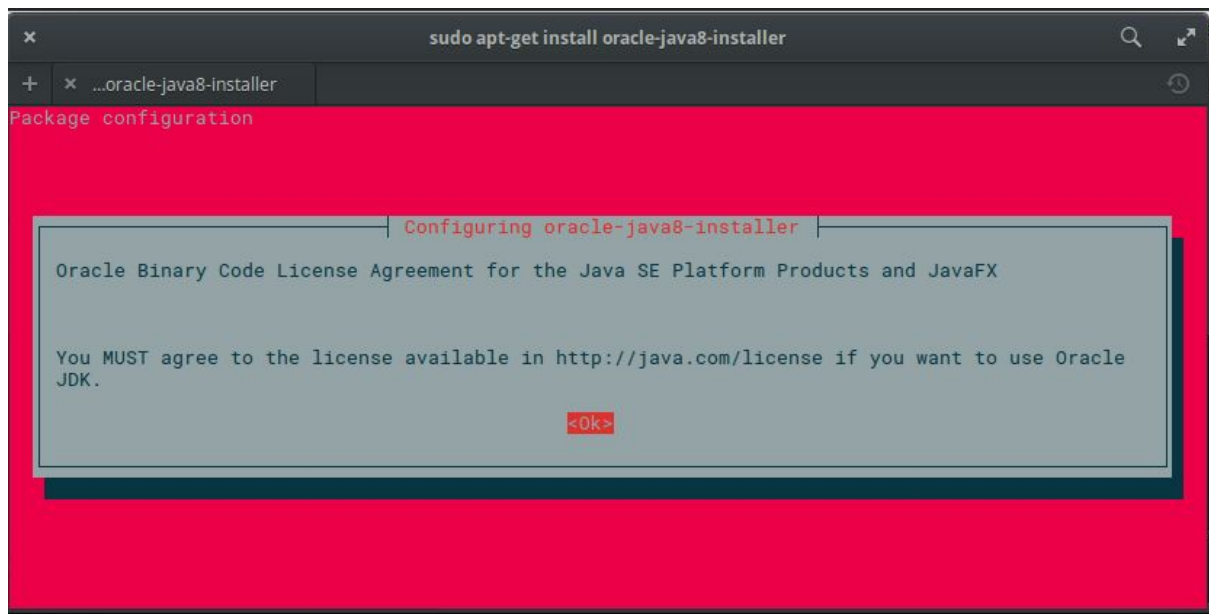 sudo apt-get install oracle-java8-installer
...oracle-java8-installer
Package configuration
Configuring oracle-java8-installer
Oracle Binary Code License Agreement for the Java SE Platform Products and JavaFX
You MUST agree to the license available in http://java.com/license if you want to use Oracle
JDK.
<Ok>